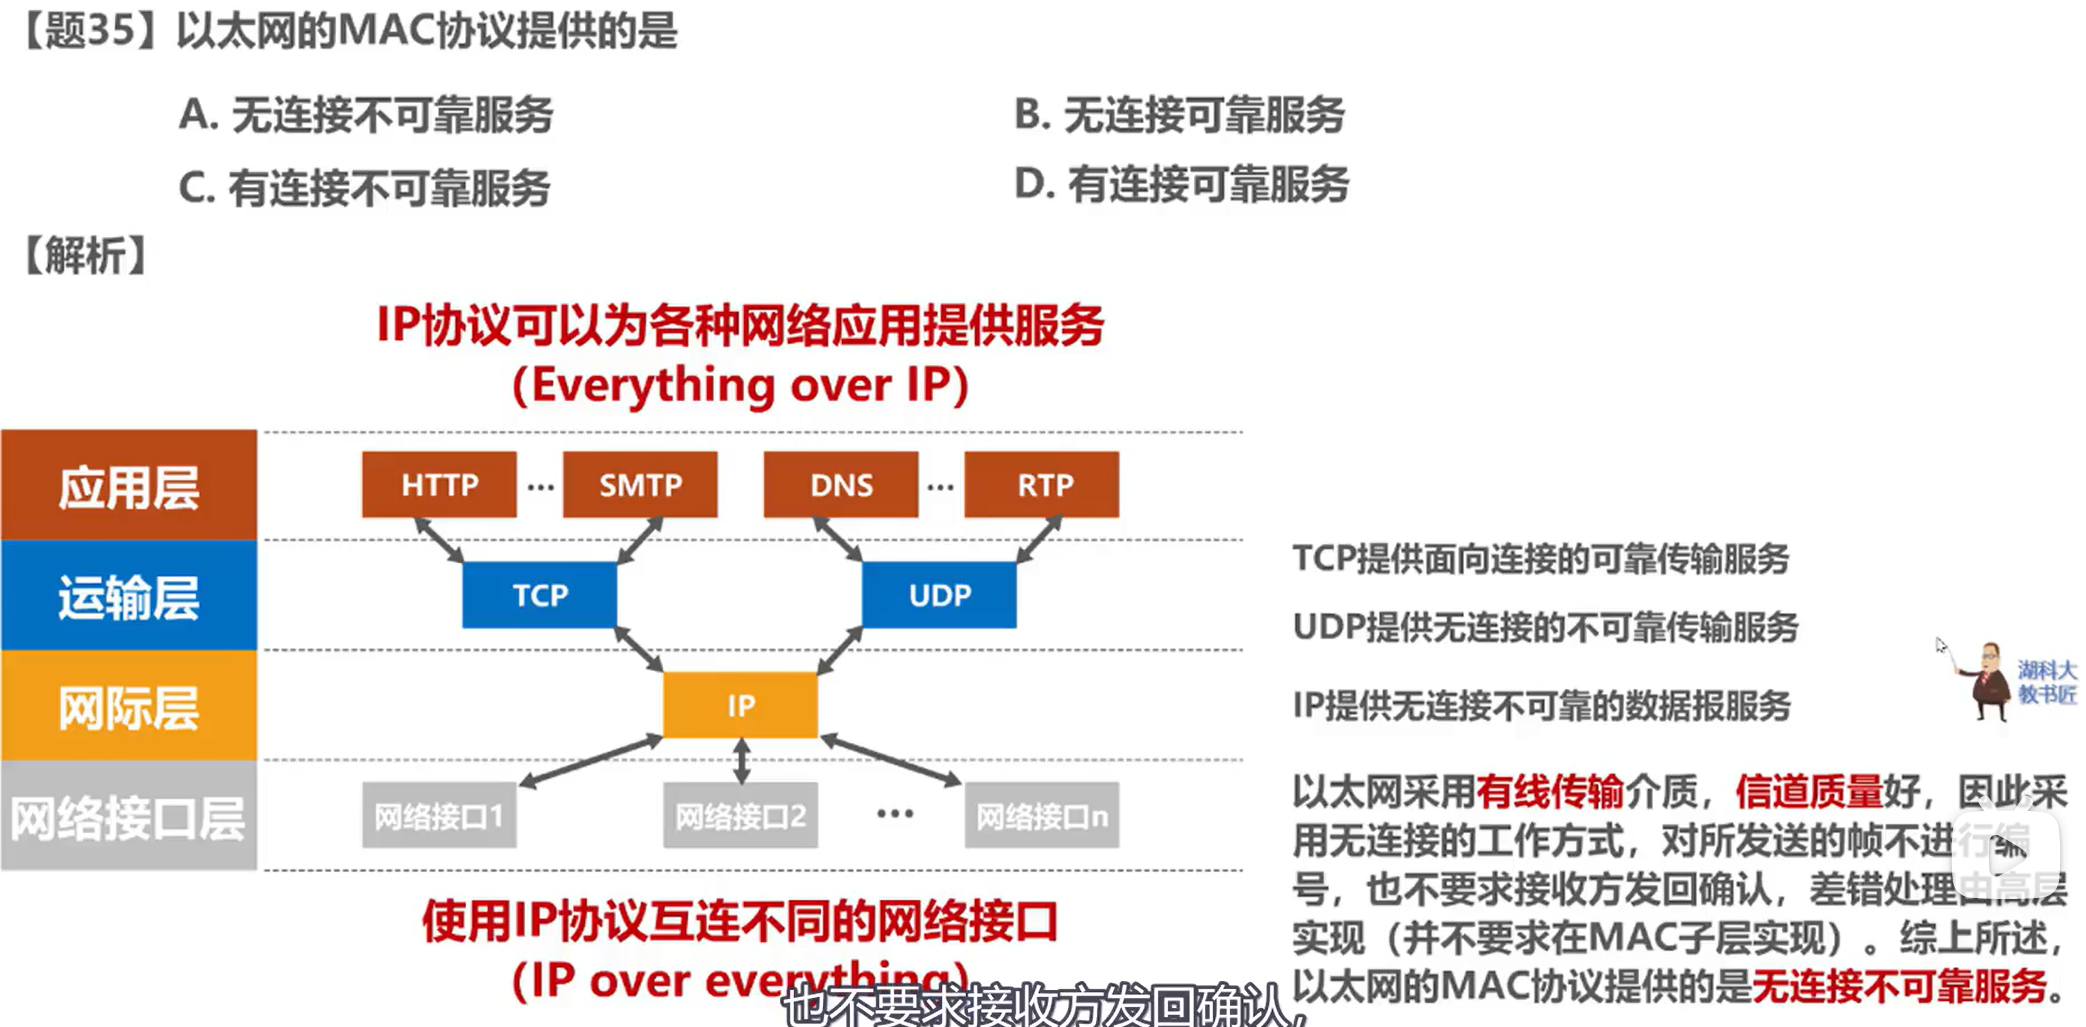 【题35】以太网的MAC协议提供的是
A. 无连接不可靠服务
B. 无连接可靠服务
C. 有连接不可靠服务
D. 有连接可靠服务
【解析】
IP协议可以为各种网络应用提供服务
（Everything over IP）
应用层
HTTP
...
SMTP
DNS
...
RTP
运输层
TCP
UDP
网际层
IP
网络接口层
网络接口1
网络接口2
...
网络接口n
使用IP协议互连不同的网络接口
（IP over everything）
TCP提供面向连接的可靠传输服务
UDP提供无连接的不可靠传输服务
IP提供无连接不可靠的数据报服务
湖科大
教书匠
以太网采用有线传输介质，信道质量好，因此采
用无连接的工作方式，对所发送的帧不进行编
号，也不要求接收方发回确认，差错处理由高层
实现（并不要求在MAC子层实现）。综上所述，
以太网的MAC协议提供的是无连接不可靠服务。
也不要求接收方发回确认，